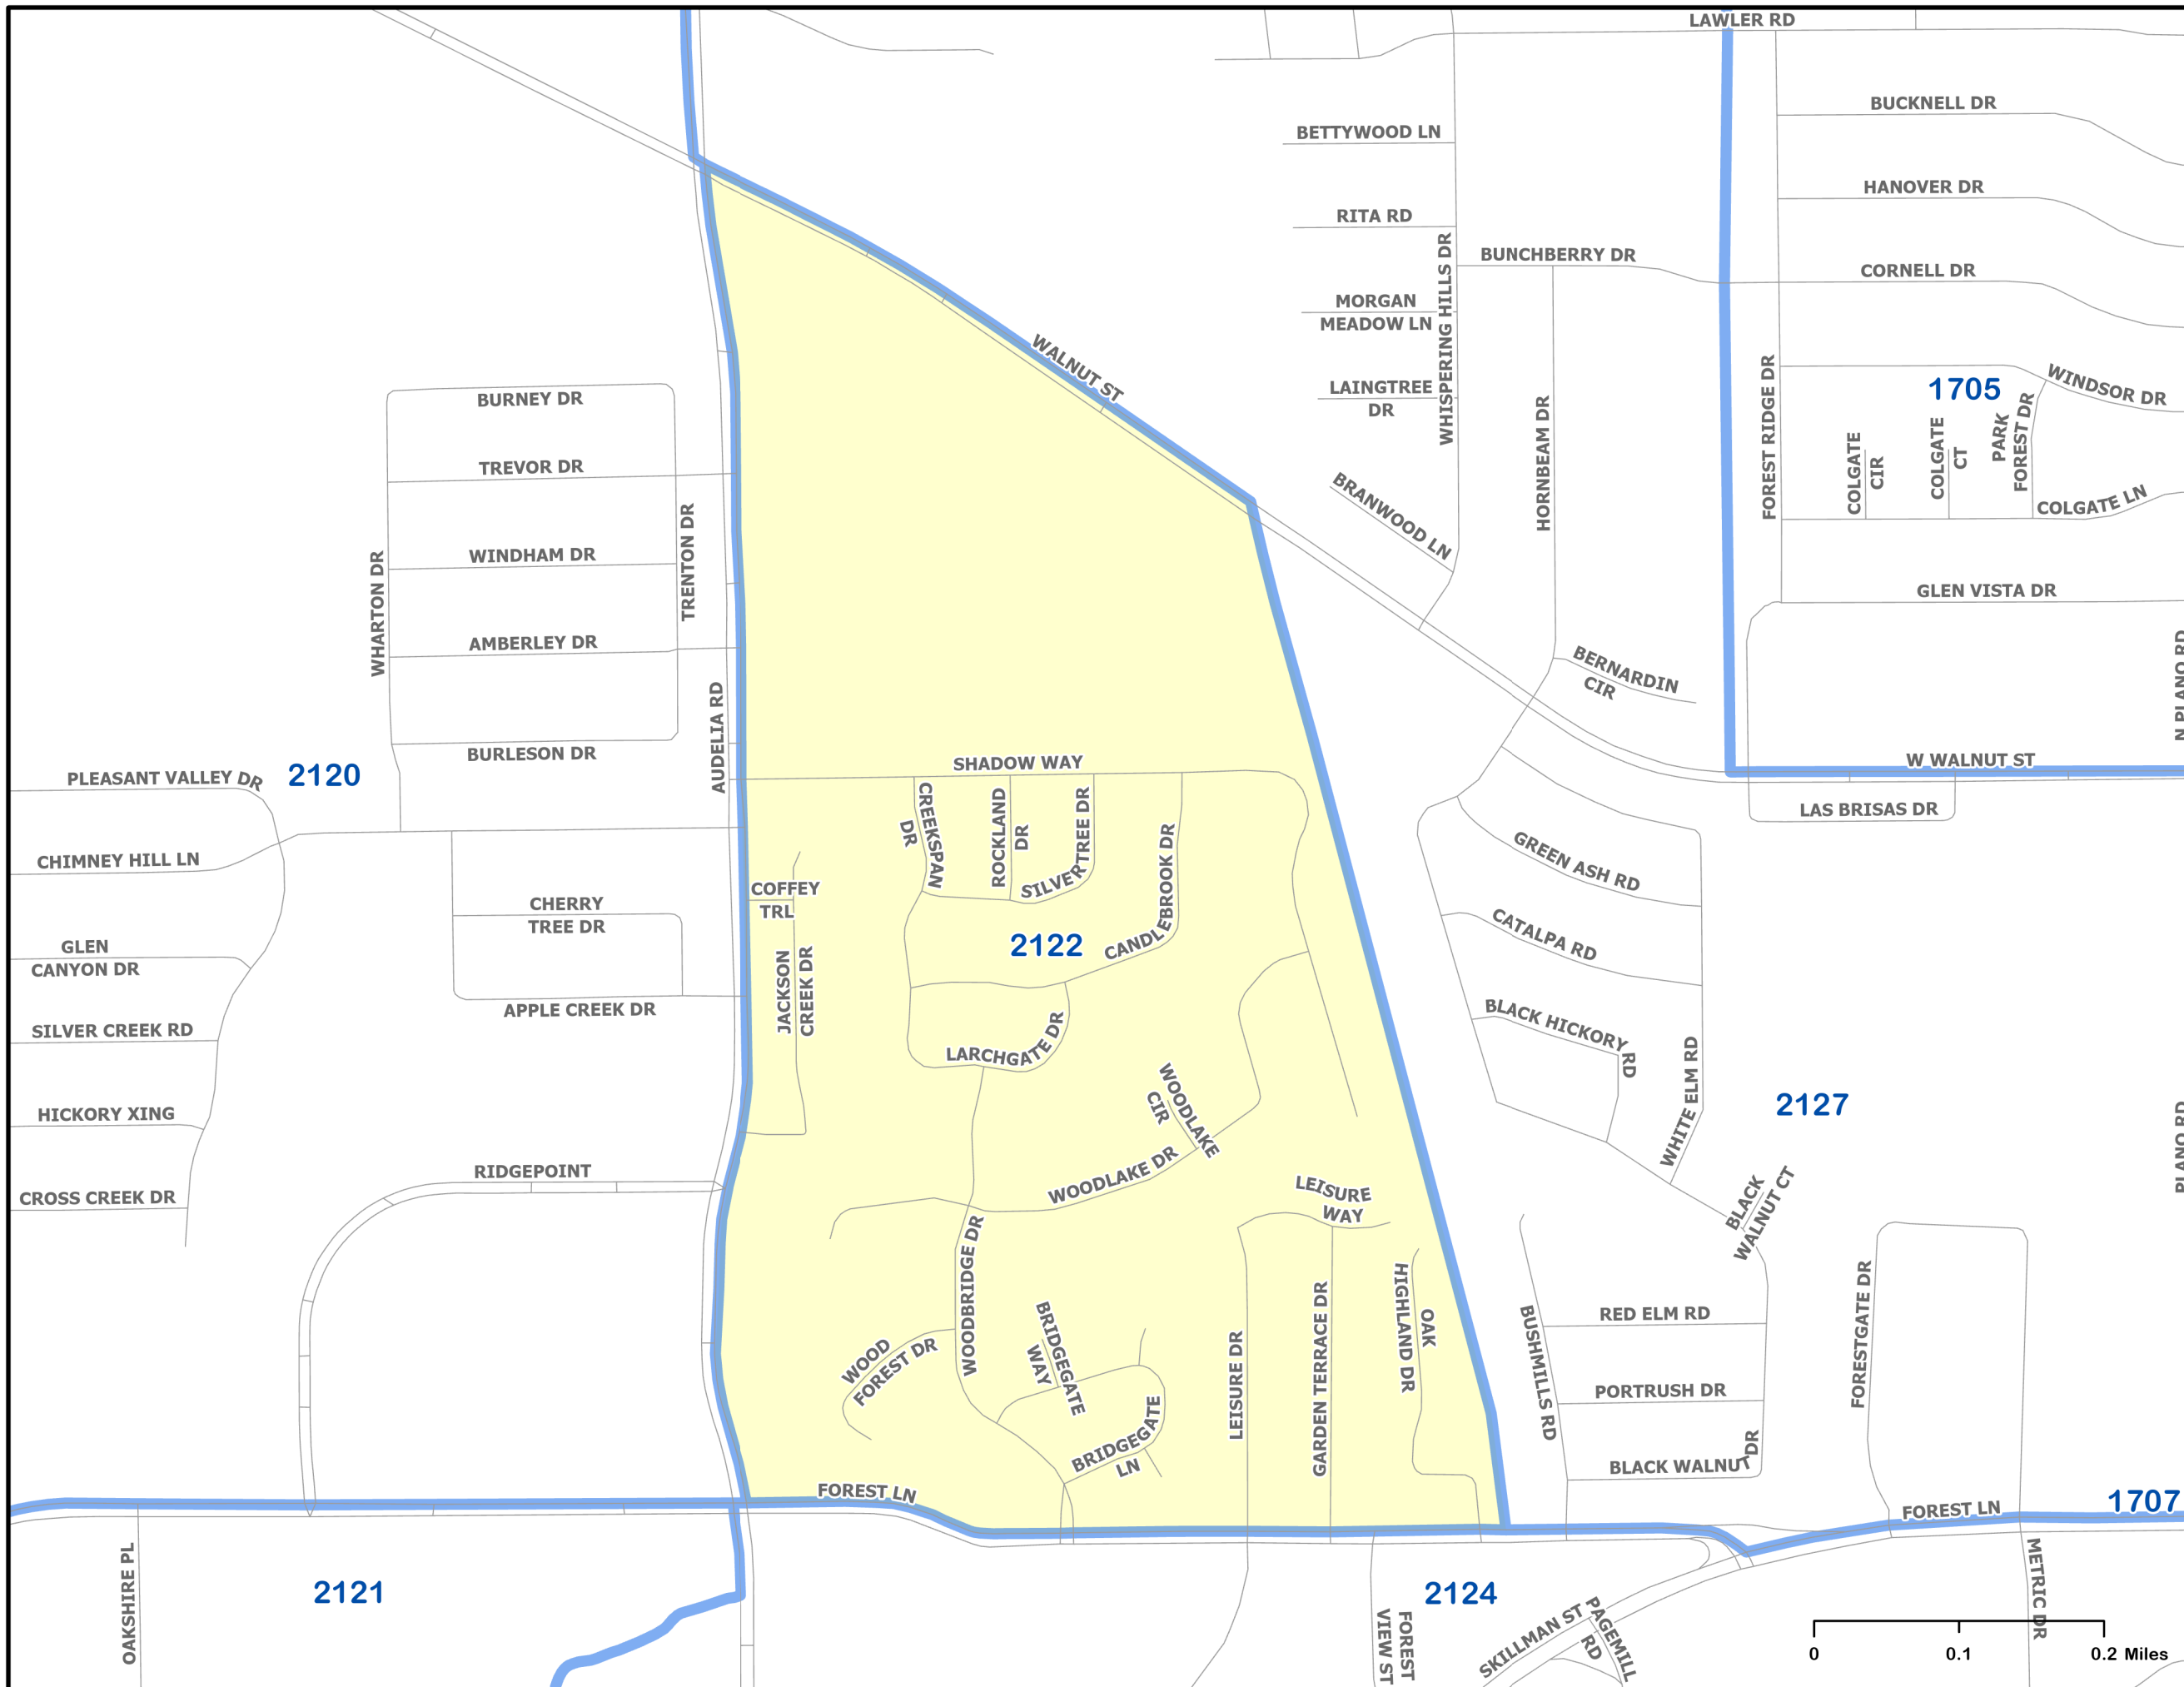 LAWLER RD
BUCKNELL DR
BETTYWOOD LN
HANOVER DR
RITA RD
WHISPERING HILLS DR
BUNCHBERRY DR
CORNELL DR
MORGAN
MEADOW LN
WALNUT ST
LAINGTREE
DR
HORNBEAM DR
FOREST RIDGE DR
1705
WINDSOR DR
PARK
FOREST DR
COLGATE
CIR
COLGATE
CT
COLGATE LN
BURNEY DR
TREVOR DR
TRENTON DR
WINDHAM DR
WHARTON DR
AMBERLEY DR
BURLESON DR
AUDELIA RD
BRANWOOD LN
GLEN VISTA DR
N PLANO RD
BERNARDIN
CIR
W WALNUT ST
LAS BRISAS DR
PLEASANT VALLEY DR
2120
SHADOW WAY
CREEKSPAN
DR
ROCKLAND
DR
SILVERTREE DR
CANDLEBROOK DR
CHIMNEY HILL LN
CHERRY
TREE DR
COFFEY
TRL
GREEN ASH RD
GLEN
CANYON DR
JACKSON
CREEK DR
2122
CATALPA RD
APPLE CREEK DR
SILVER CREEK RD
LARCHGATE DR
BLACK HICKORY
RD
WHITE ELM RD
2127
HICKORY XING
WOODLAKE
CIR
PLANO RD
RIDGEPOINT
CROSS CREEK DR
WOODLAKE DR
LEISURE
WAY
BLACK
WALNUT CT
WOODBRIDGE DR
WOOD
FOREST DR
BRIDGEGATE
WAY
BRIDGEGATE
LN
LEISURE DR
GARDEN TERRACE DR
OAK
HIGHLAND DR
BUSHMILLS RD
RED ELM RD
PORTRUSH DR
BLACK WALNUT DR
FORESTGATE DR
FOREST LN
FOREST LN
1707
OAKSHIRE PL
2121
2124
FOREST
VIEW ST
SKILLMAN ST
PAGEMILL
RD
METRIC DR
0
0.1
0.2 Miles